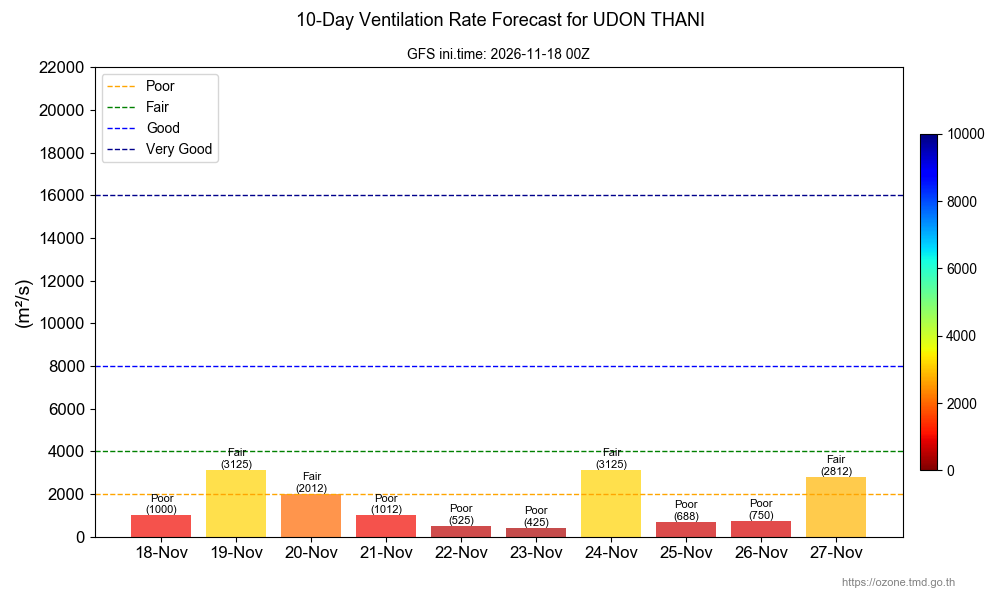 10-Day Ventilation Rate Forecast for UDON THANI
GFS ini.time: 2026-11-18 00Z
22000
20000
18000
16000
14000
12000
10000
8000
6000
4000
2000
0
(m²/s)
Poor
Fair
Good
Very Good
Poor
(1000)
Fair
(3125)
Fair
(2012)
Poor
(1012)
Poor
(525)
Poor
(425)
Fair
(3125)
Poor
(688)
Poor
(750)
Fair
(2812)
18-Nov
19-Nov
20-Nov
21-Nov
22-Nov
23-Nov
24-Nov
25-Nov
26-Nov
27-Nov
10000
8000
6000
4000
2000
0
https://ozone.tmd.go.th